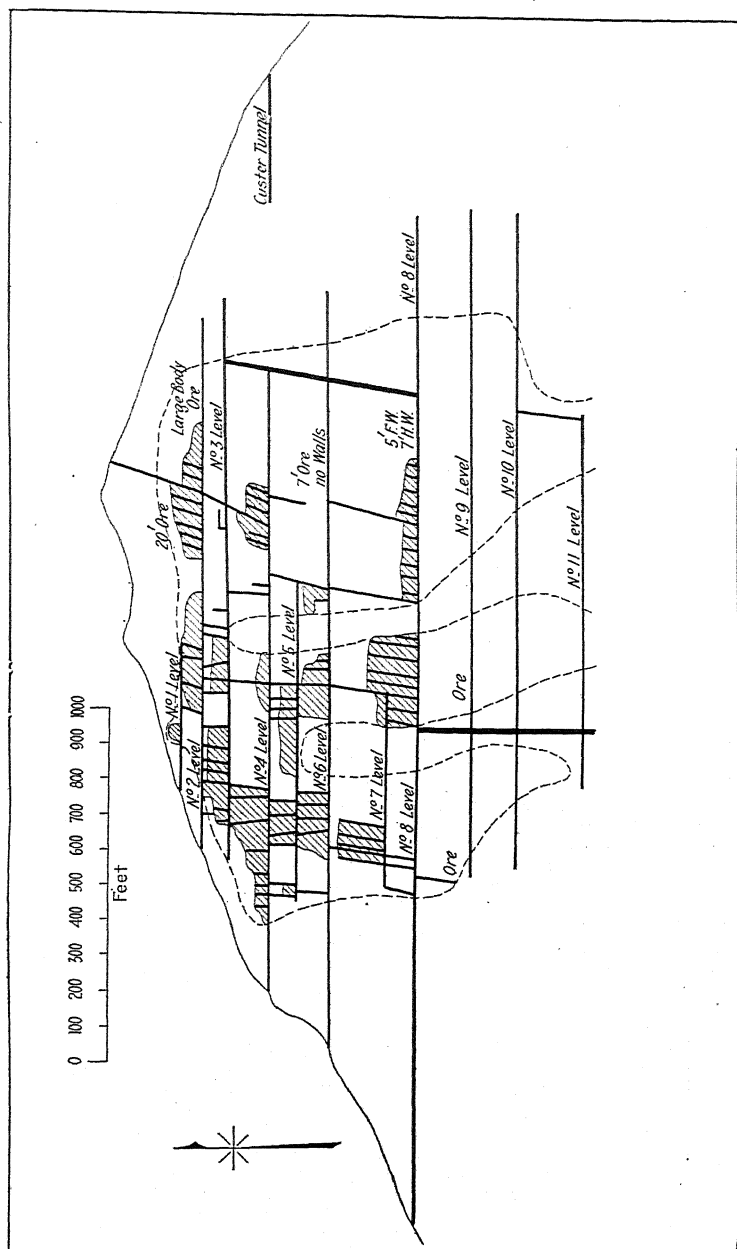 Custer Tunnel
Large Body
Ore
20' Ore
Nº 3 Level
Nº 1 Level
Nº 2 Level
Nº 4 Level
Nº 5 Level
7' Ore
no Walls
Nº 6 Level
5' F.W.
7' H.W.
Nº 7 Level
Nº 8 Level
Nº 8 Level
Ore
Ore
Nº 9 Level
Nº 10 Level
Nº 11 Level
0 100 200 300 400 500 600 700 800 900 1000
Feet